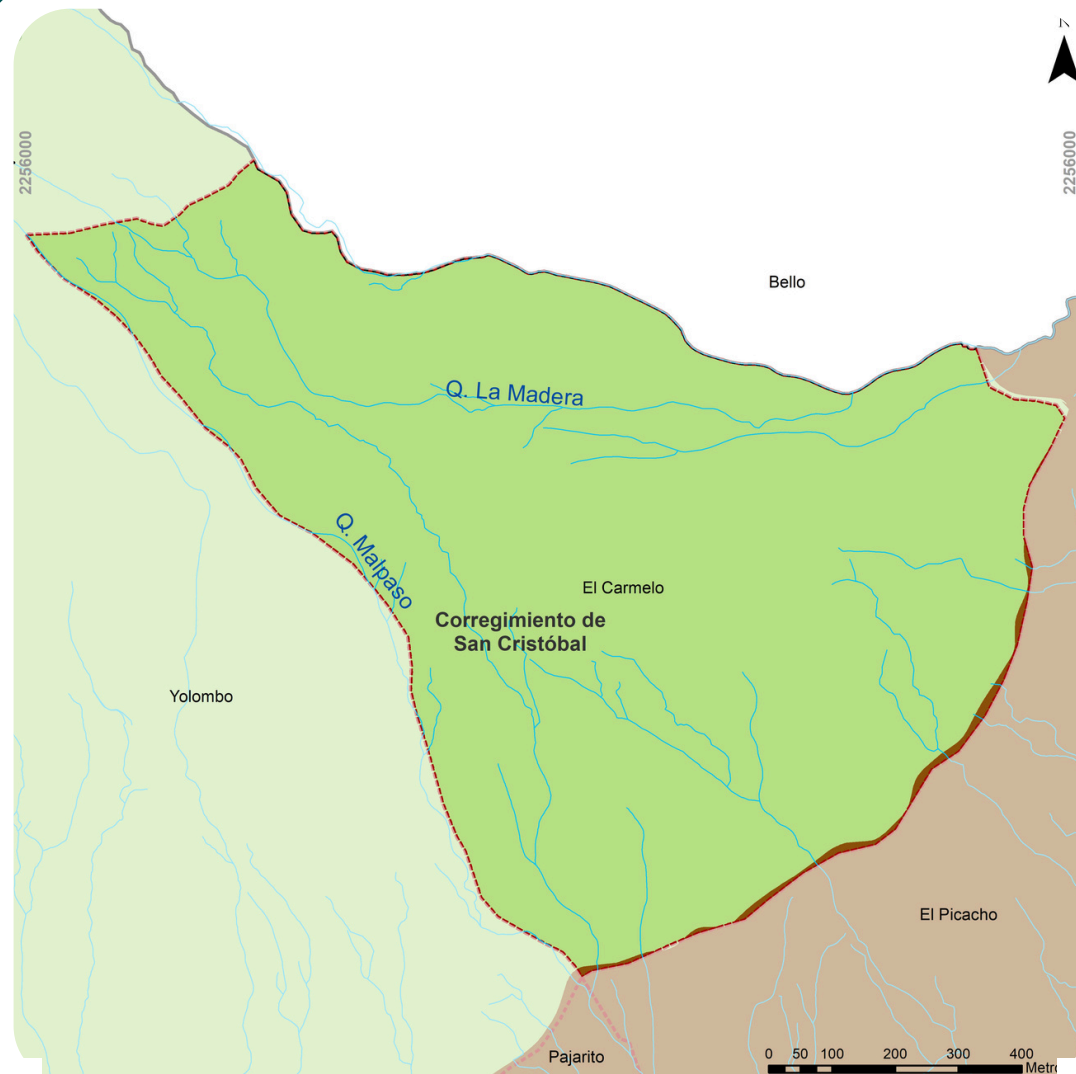 N
2256000
2256000
Bello
Q. La Madera
Q. Malpaso
El Carmelo
Corregimiento de
San Cristóbal
Yolombo
El Picacho
Pajarito
0 50 100 200 300 400
Metro